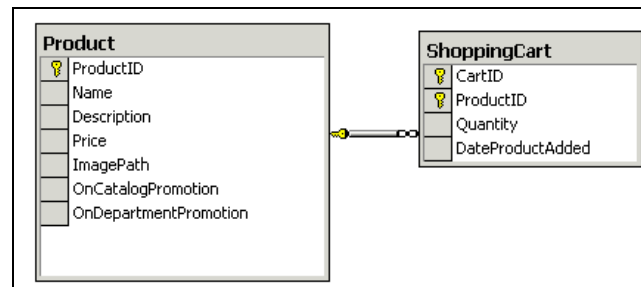 Product
ProductID
Name
Description
Price
ImagePath
OnCatalogPromotion
OnDepartmentPromotion
ShoppingCart
CartID
ProductID
Quantity
DateProductAdded